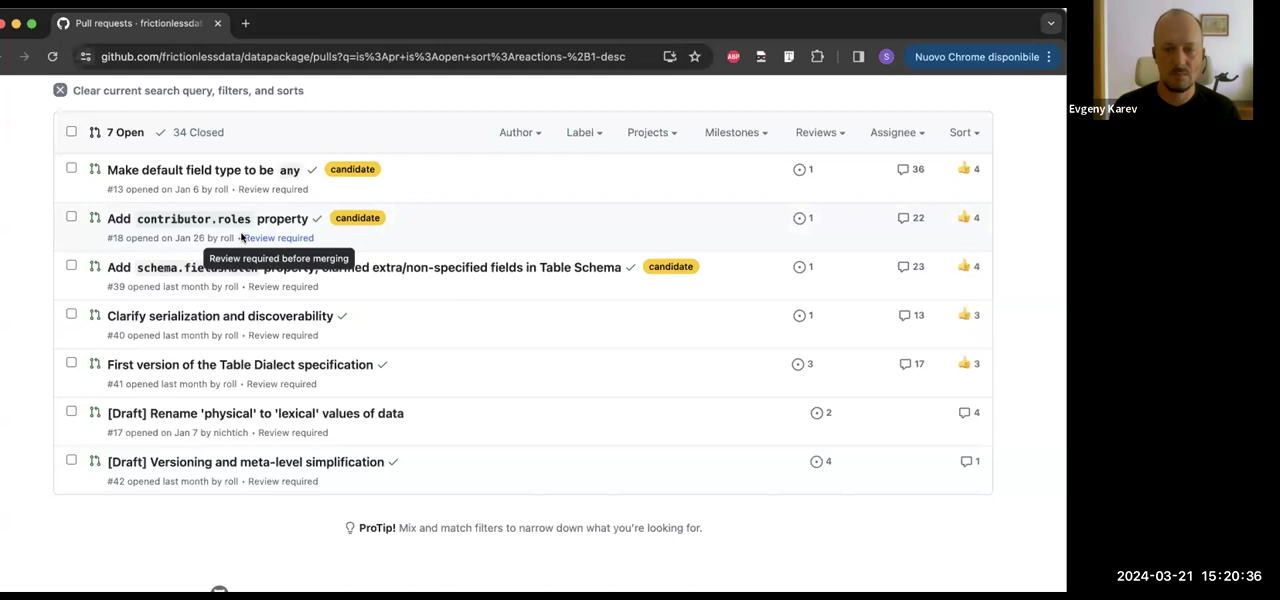 Pull requests · frictionlessdat
github.com/frictionlessdata/datapackage/pulls?q=is%3Apr+is%3Aopen+sort%3Areactions-%2B1-desc
ABP
S
Nuovo Chrome disponibile
Evgeny Karev
Clear current search query, filters, and sorts
7 Open 34 Closed Author Label Projects Milestones Reviews Assignee Sort
Make default field type to be any candidate 1 36 4
#13 opened on Jan 6 by roll • Review required
Add contributor.roles property candidate 1 22 4
#18 opened on Jan 26 by roll • Review required
Review required before merging
Add extra/non-specified fields in Table Schema candidate 1 23 4
#39 opened last month by roll • Review required
Clarify serialization and discoverability 1 13 3
#40 opened last month by roll • Review required
First version of the Table Dialect specification 3 17 3
#41 opened last month by roll • Review required
[Draft] Rename 'physical' to 'lexical' values of data 2 4
#17 opened on Jan 7 by nichtich • Review required
[Draft] Versioning and meta-level simplification 4 1
#42 opened last month by roll • Review required
ProTip! Mix and match filters to narrow down what you're looking for.
2024-03-21 15:20:36